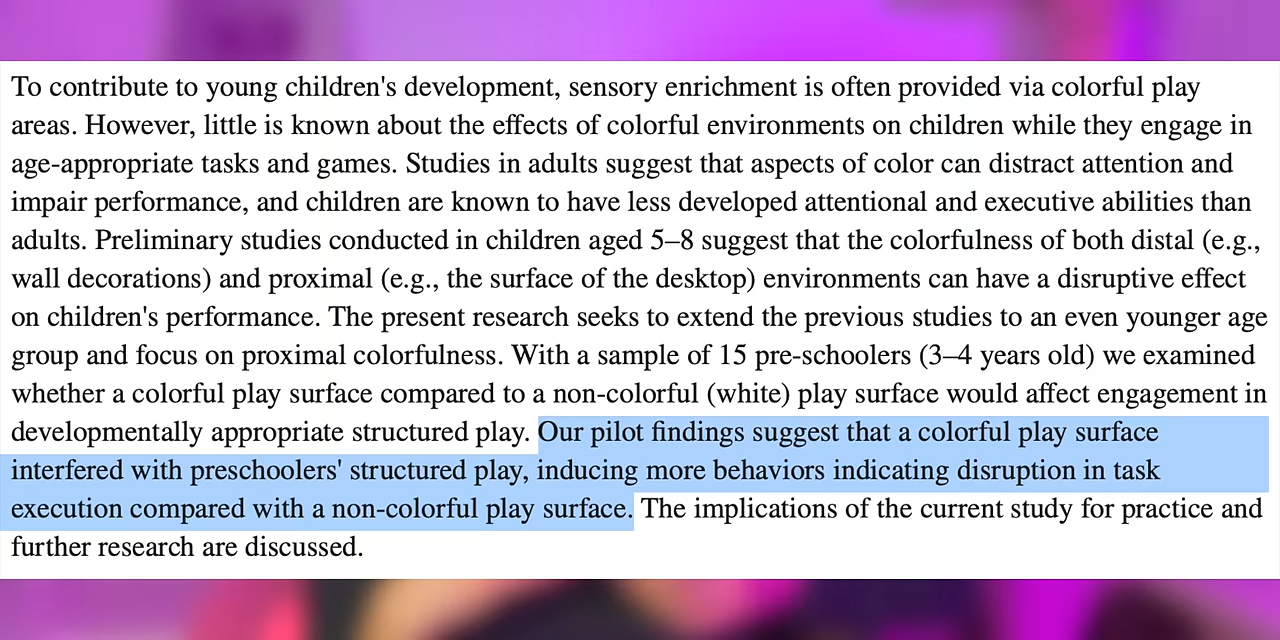 To contribute to young children's development, sensory enrichment is often provided via colorful play
areas. However, little is known about the effects of colorful environments on children while they engage in
age-appropriate tasks and games. Studies in adults suggest that aspects of color can distract attention and
impair performance, and children are known to have less developed attentional and executive abilities than
adults. Preliminary studies conducted in children aged 5–8 suggest that the colorfulness of both distal (e.g.,
wall decorations) and proximal (e.g., the surface of the desktop) environments can have a disruptive effect
on children's performance. The present research seeks to extend the previous studies to an even younger age
group and focus on proximal colorfulness. With a sample of 15 pre-schoolers (3–4 years old) we examined
whether a colorful play surface compared to a non-colorful (white) play surface would affect engagement in
developmentally appropriate structured play. Our pilot findings suggest that a colorful play surface
interfered with preschoolers' structured play, inducing more behaviors indicating disruption in task
execution compared with a non-colorful play surface. The implications of the current study for practice and
further research are discussed.